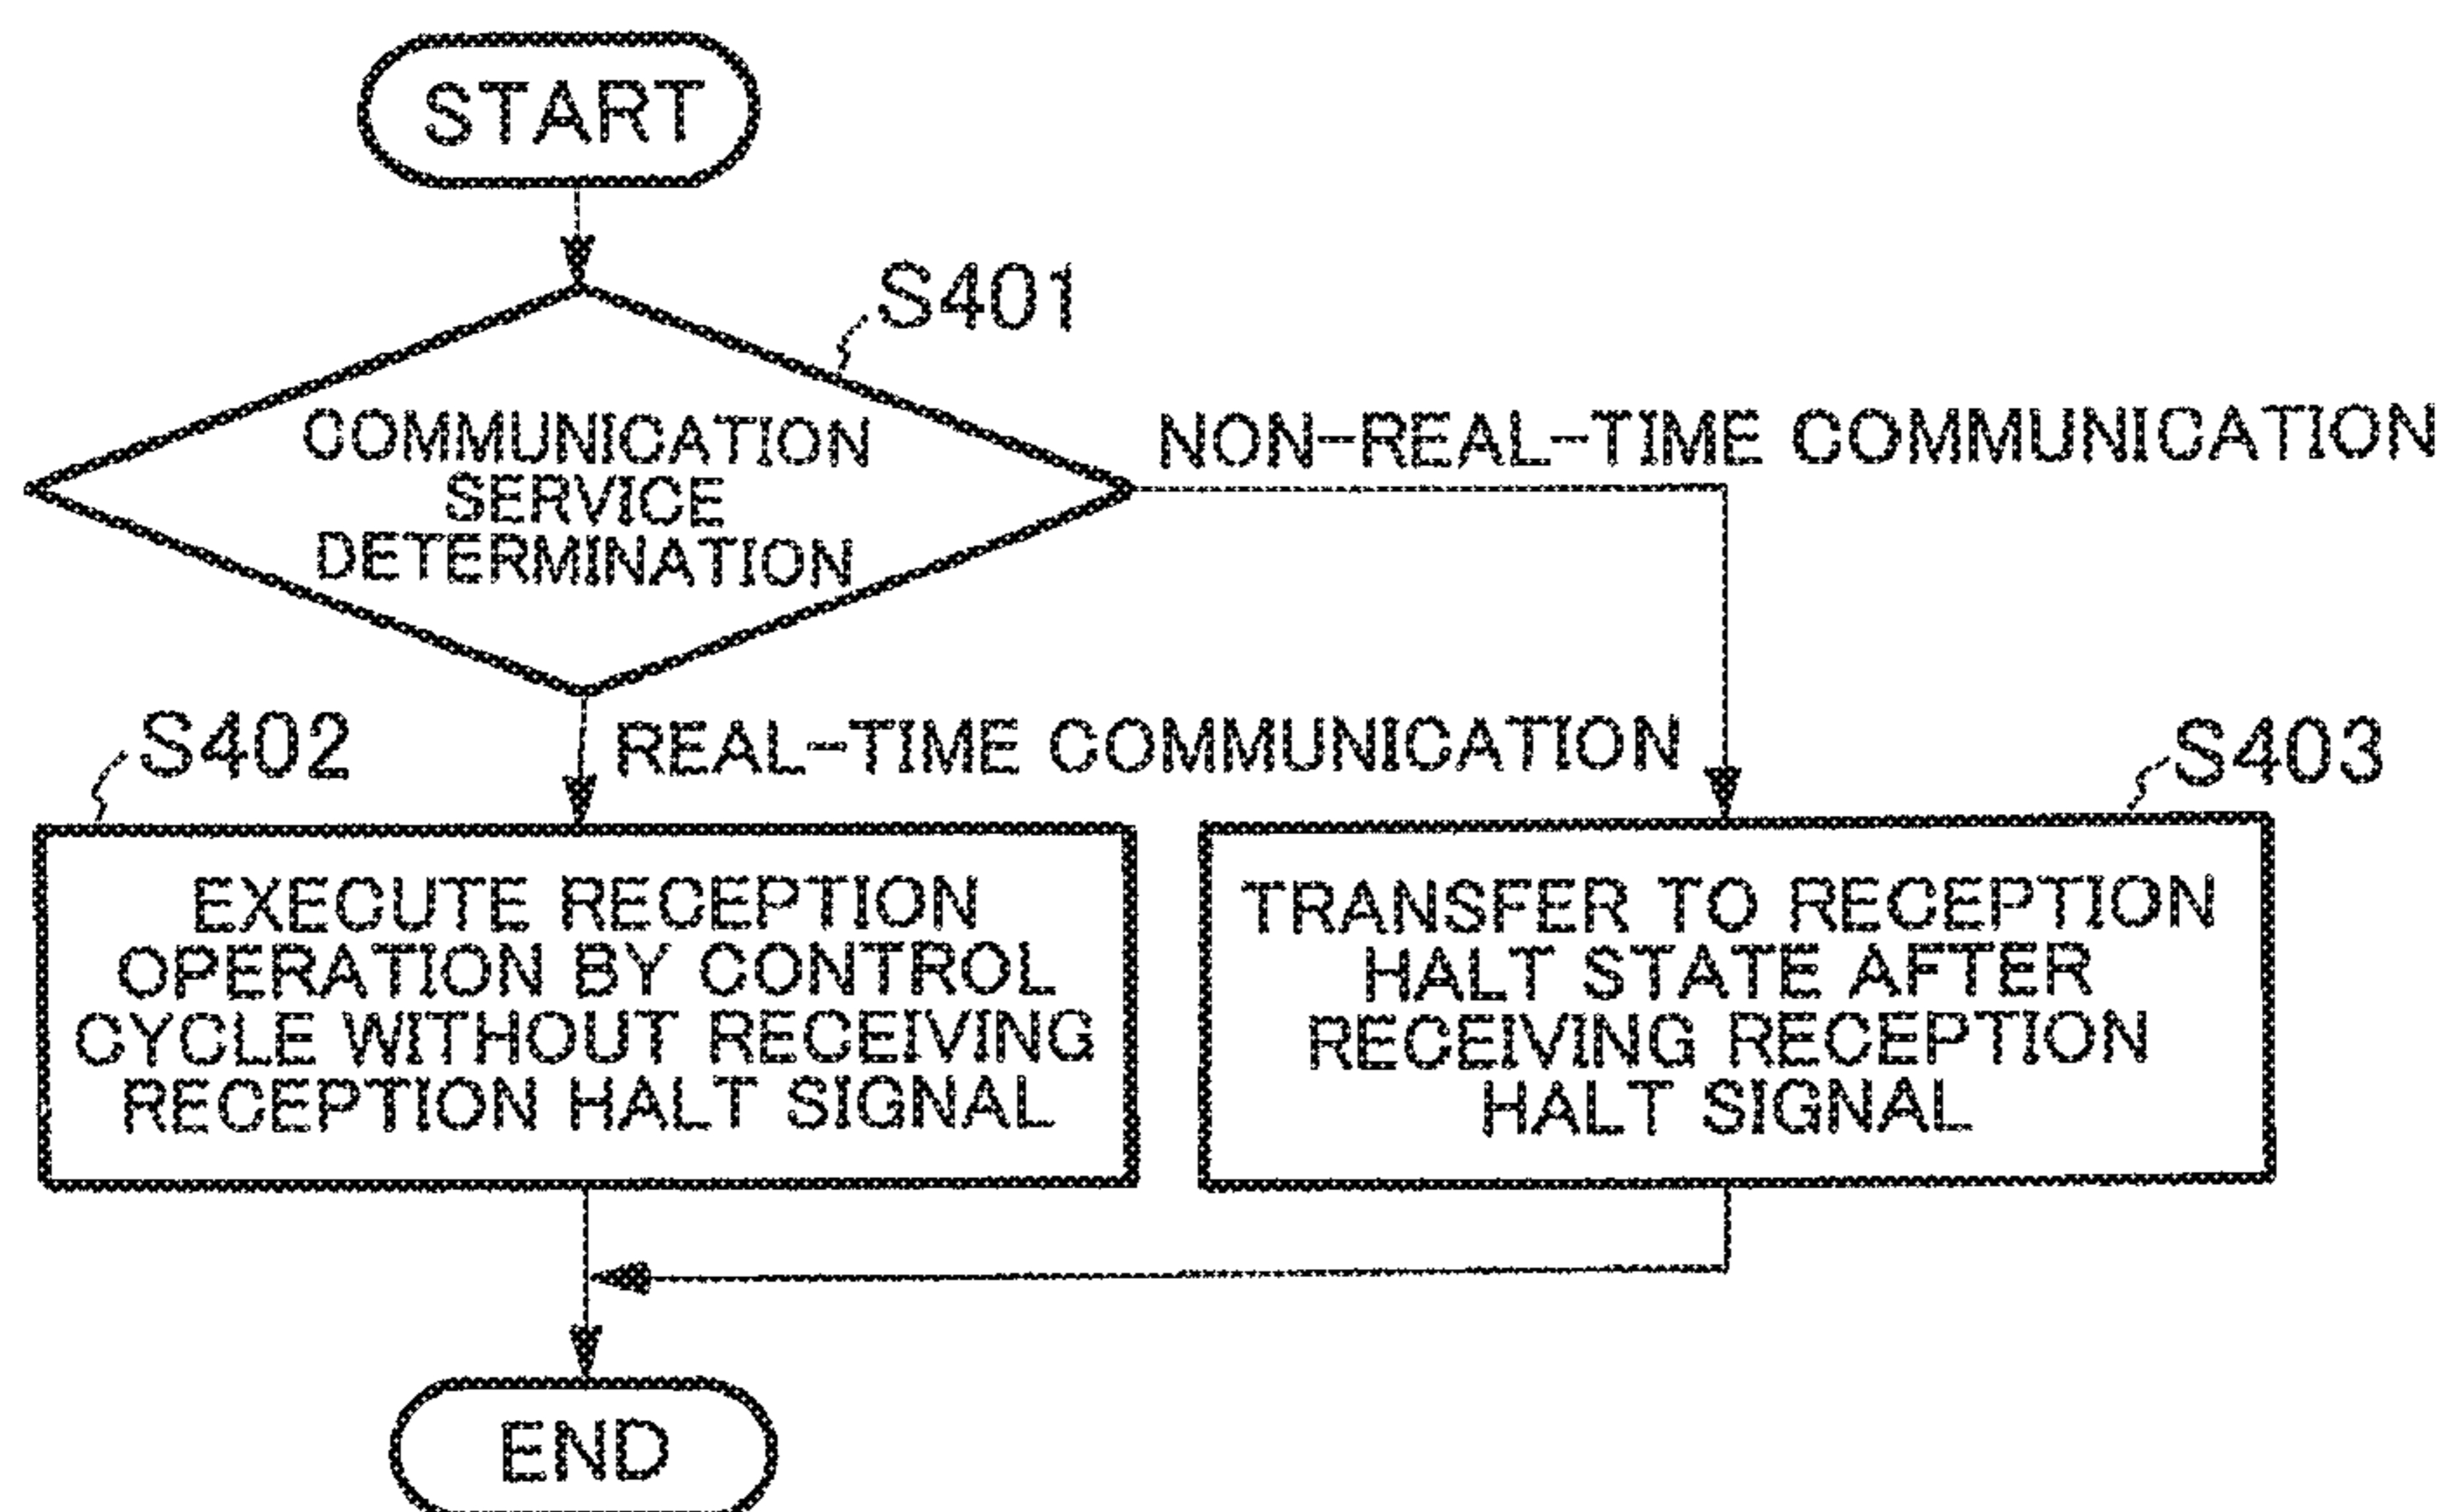 START
S401
COMMUNICATION
SERVICE
DETERMINATION
NON-REAL-TIME COMMUNICATION
REAL-TIME COMMUNICATION
S402
EXECUTE RECEPTION
OPERATION BY CONTROL
CYCLE WITHOUT RECEIVING
RECEPTION HALT SIGNAL
S403
TRANSFER TO RECEPTION
HALT STATE AFTER
RECEIVING RECEPTION
HALT SIGNAL
END